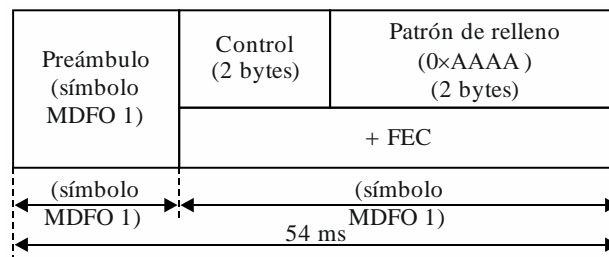 Preámbulo
(símbolo
MDFO 1)
Control
(2 bytes)
Patrón de relleno
(0×AAAA )
(2 bytes)
+ FEC
(símbolo
MDFO 1)
(símbolo
MDFO 1)
54 ms